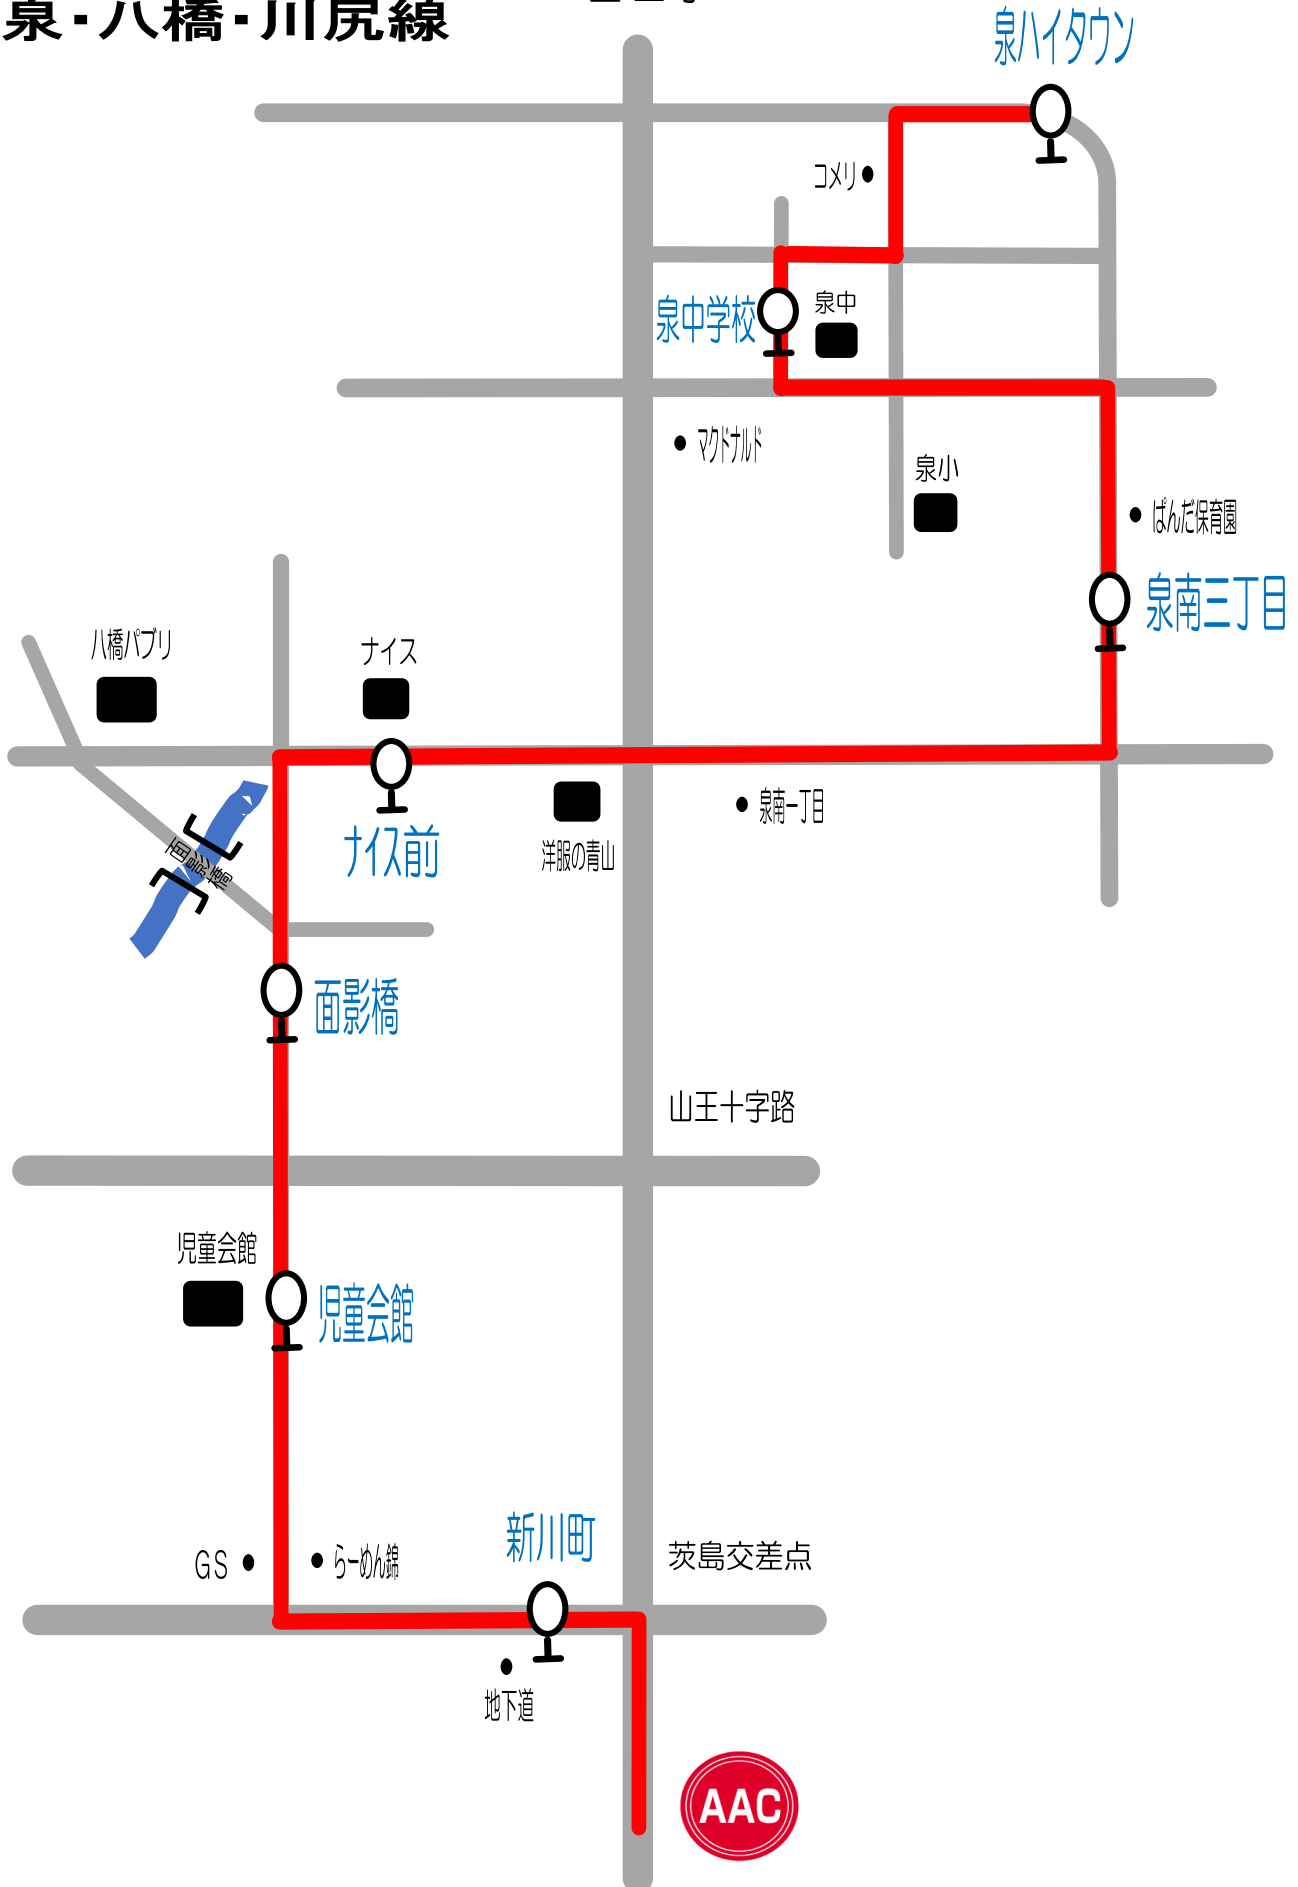 泉・八橋・川尻線
泉ハイタウン
コメリ
泉中学校
泉中
マクドナルド
泉小
ぱんだ保育園
泉南三丁目
八橋パブリ
ナイス
ナイス前
洋服の青山
泉南一丁目
面影橋
面影橋
山王十字路
児童会館
児童会館
新川町
茨島交差点
GS
らーめん錦
地下道
AAC